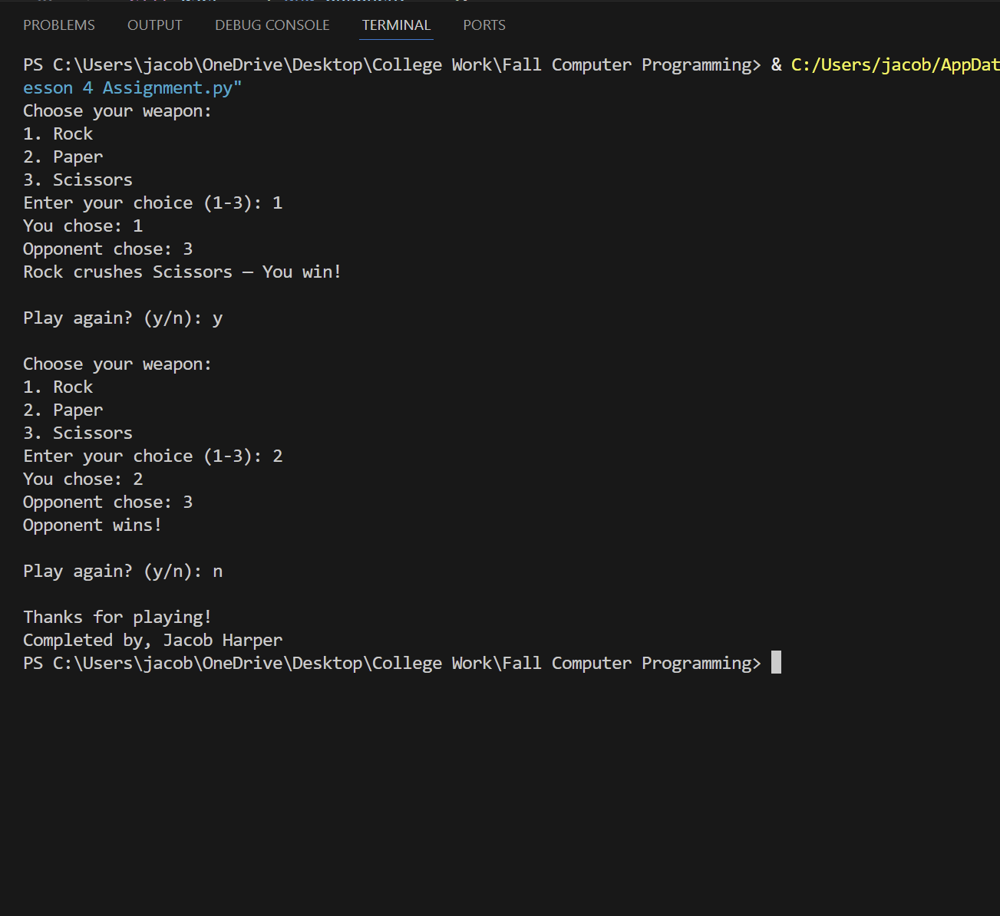 PROBLEMS OUTPUT DEBUG CONSOLE TERMINAL PORTS
PS C:\Users\jacob\OneDrive\Desktop\College Work\Fall Computer Programming> & C:/Users/jacob/AppDat
esson 4 Assignment.py"
Choose your weapon:
1. Rock
2. Paper
3. Scissors
Enter your choice (1-3): 1
You chose: 1
Opponent chose: 3
Rock crushes Scissors — You win!
Play again? (y/n): y
Choose your weapon:
1. Rock
2. Paper
3. Scissors
Enter your choice (1-3): 2
You chose: 2
Opponent chose: 3
Opponent wins!
Play again? (y/n): n
Thanks for playing!
Completed by, Jacob Harper
PS C:\Users\jacob\OneDrive\Desktop\College Work\Fall Computer Programming>